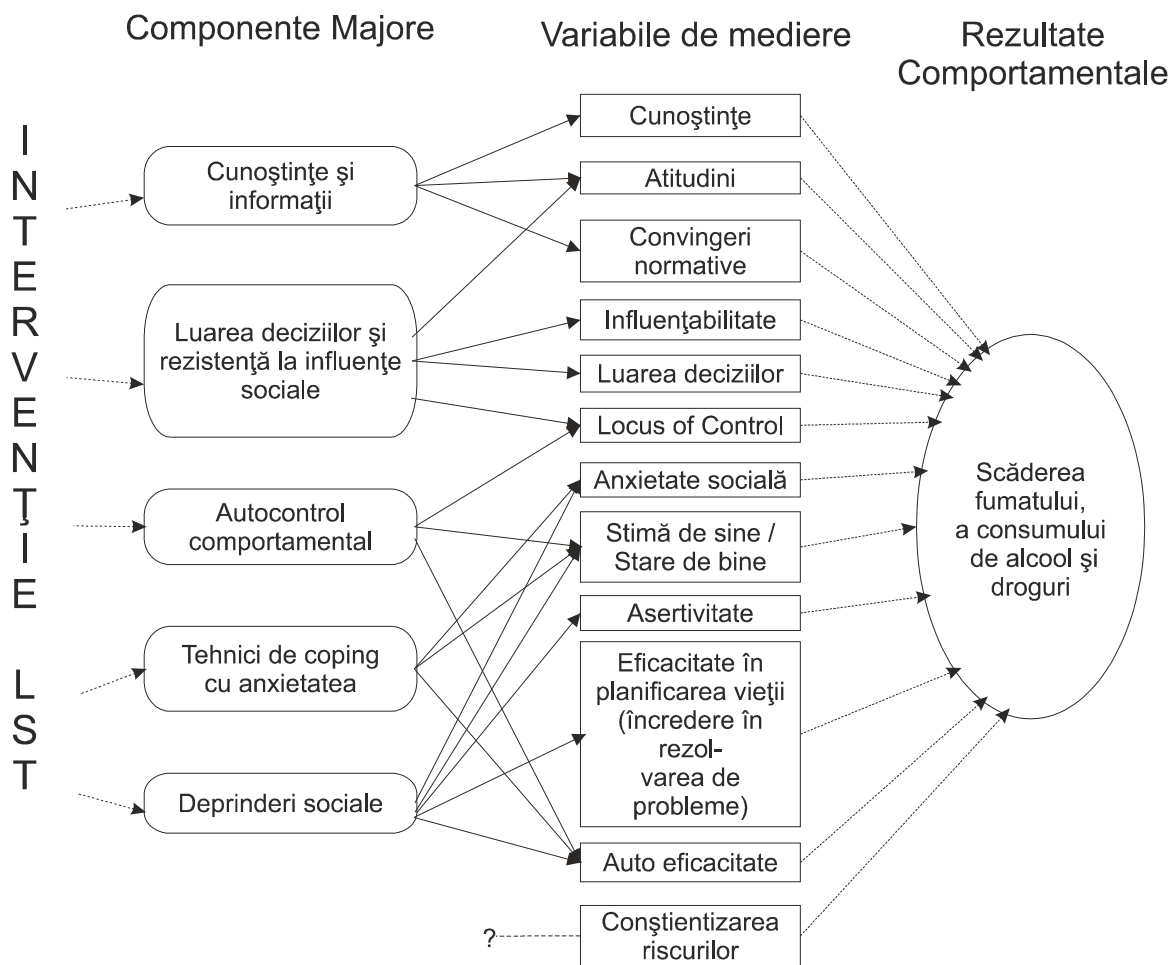 Componente Majore
Variabile de mediere
Rezultate
Comportamentale
INTERVENŢIE LST
Cunoştinţe şi
informaţii
Luarea deciziilor şi
rezistenţă la influenţe
sociale
Autocontrol
comportamental
Tehnici de coping
cu anxietatea
Deprinderi sociale
Cunoştinţe
Atitudini
Convingeri
normative
Influenţabilitate
Luarea deciziilor
Locus of Control
Anxietate socială
Stimă de sine /
Stare de bine
Asertivitate
Eficacitate în
planificarea vieţii
(încredere în
rezol-
varea de
probleme)
Auto eficacitate
?
Conştientizarea
riscurilor
Scăderea
fumatului,
a consumului
de alcool şi
droguri